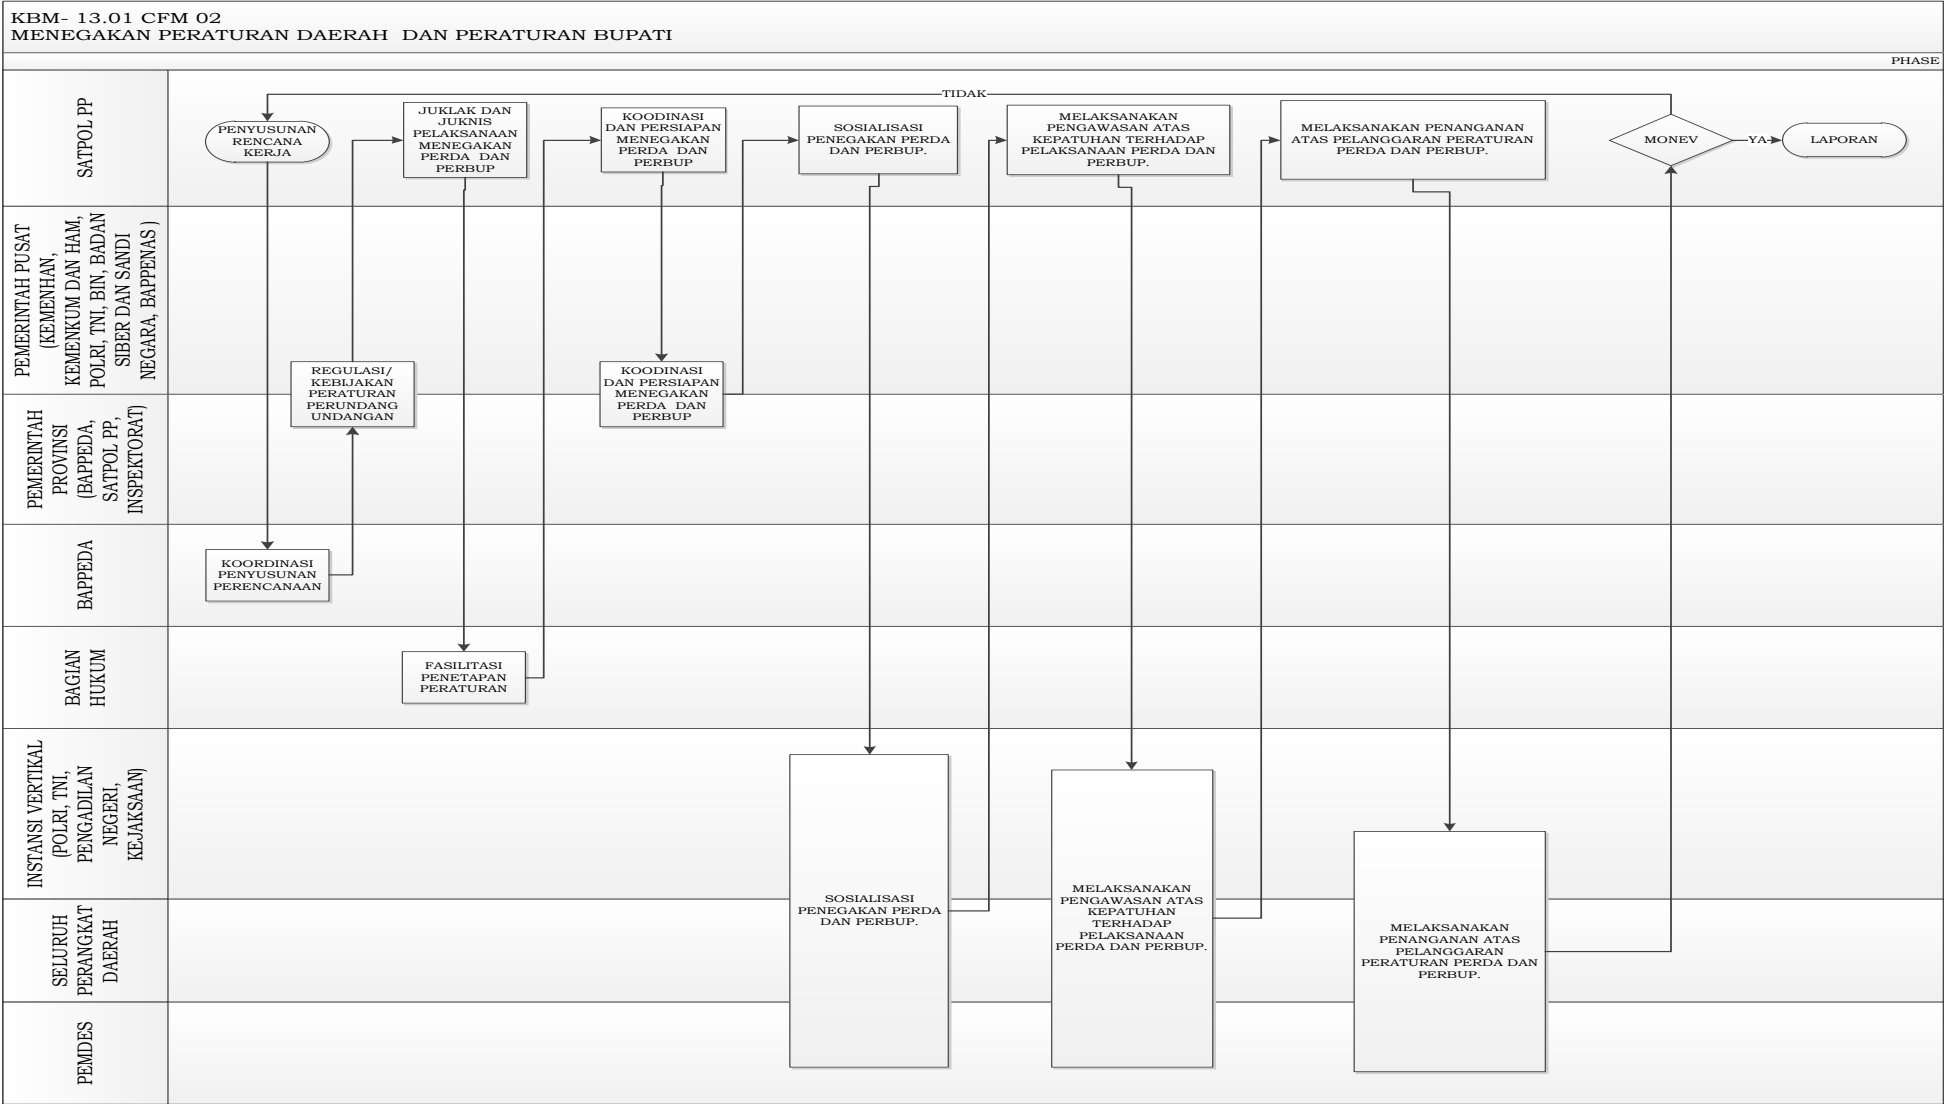 KBM- 13.01 CFM 02
MENEGAKAN PERATURAN DAERAH  DAN PERATURAN BUPATI
PHASE
SATPOL PP
TIDAK
PENYUSUNAN
RENCANA
KERJA
JUKLAK DAN
JUKNIS
PELAKSANAAN
MENEGAKAN
PERDA  DAN
PERBUP
KOODINASI
DAN PERSIAPAN
MENEGAKAN
PERDA  DAN
PERBUP
SOSIALISASI
PENEGAKAN PERDA
DAN PERBUP.
MELAKSANAKAN
PENGAWASAN ATAS
KEPATUHAN TERHADAP
PELAKSANAAN PERDA DAN
PERBUP.
MELAKSANAKAN PENANGANAN
ATAS PELANGGARAN PERATURAN
PERDA DAN PERBUP.
MONEV
YA
LAPORAN
PEMERINTAH PUSAT
(KEMENHAN,
KEMENKUM DAN HAM,
POLRI, TNI, BIN, BADAN
SIBER DAN SANDI
NEGARA, BAPPENAS )
REGULASI/
KEBIJAKAN
PERATURAN
PERUNDANG
UNDANGAN
KOODINASI
DAN PERSIAPAN
MENEGAKAN
PERDA  DAN
PERBUP
PEMERINTAH
PROVINSI
(BAPPEDA,
SATPOL PP,
INSPEKTORAT)
BAPPEDA
KOORDINASI
PENYUSUNAN
PERENCANAAN
BAGIAN
HUKUM
FASILITASI
PENETAPAN
PERATURAN
INSTANSI VERTIKAL
(POLRI, TNI,
PENGADILAN
NEGERI,
KEJAKSAAN)
SOSIALISASI
PENEGAKAN PERDA
DAN PERBUP.
MELAKSANAKAN
PENGAWASAN ATAS
KEPATUHAN
TERHADAP
PELAKSANAAN
PERDA DAN PERBUP.
MELAKSANAKAN
PENANGANAN ATAS
PELANGGARAN
PERATURAN PERDA DAN
PERBUP.
SELURUH
PERANGKAT
DAERAH
PEMDES